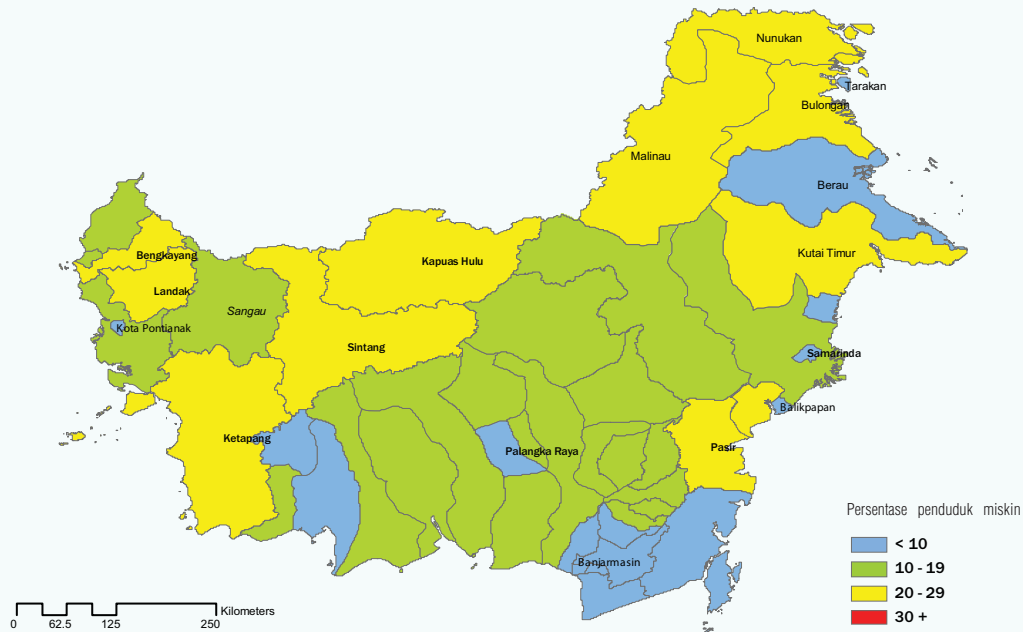 Nunukan
Tarakan
Bulongan
Malinau
Berau
Bengkayang
Kapuas Hulu
Kutai Timur
Landak
Sangau
Kota Pontianak
Sintang
Samarinda
Balikpapan
Ketapang
Palangka Raya
Pasir
Banjarmasin
Persentase penduduk miskin
< 10
10 - 19
20 - 29
30 +
Kilometers
0 62.5 125 250